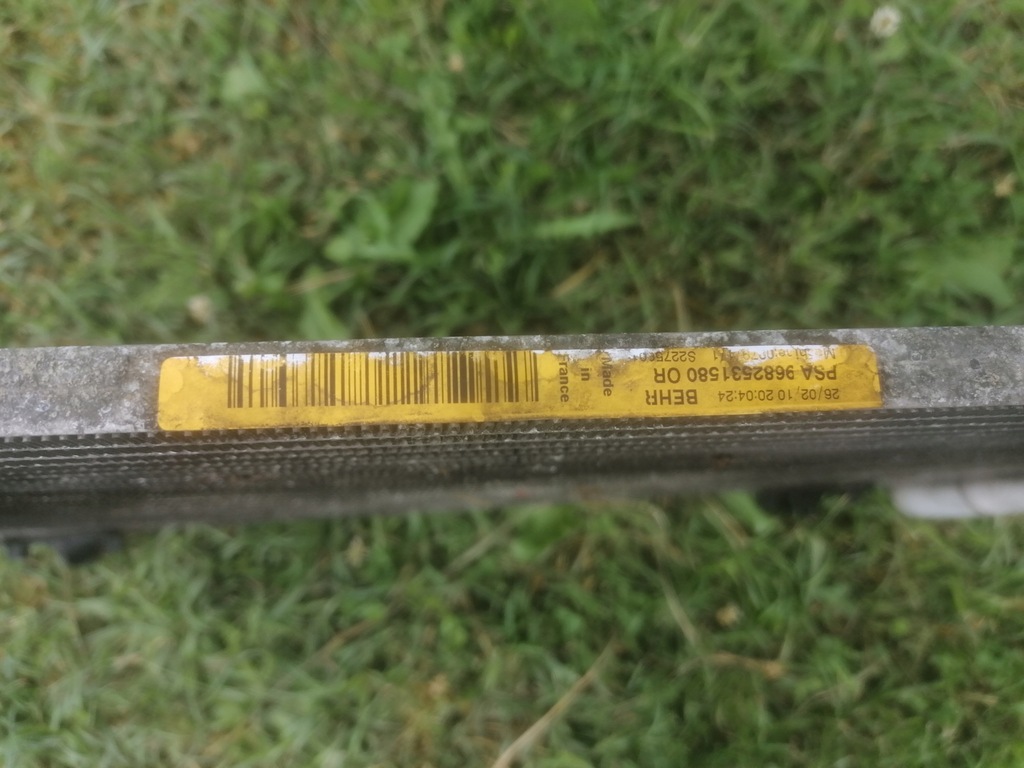 26/02,10 20:04:24
BEHR
PSA 9682531580 OR
Made
in
France